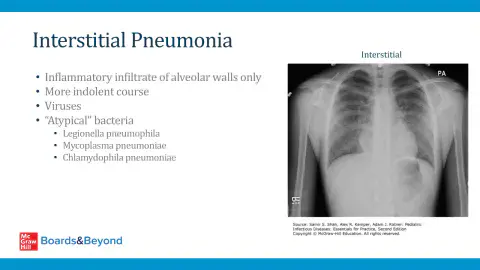 Interstitial Pneumonia
• Inflammatory infiltrate of alveolar walls only
• More indolent course
• Viruses
• "Atypical" bacteria
• Legionella pneumophila
• Mycoplasma pneumoniae
• Chlamydophila pneumoniae
Interstitial
PA
Source: Samir S. Shah, Alex R. Kemper, Adam J. Ratner: Pediatric
Infectious Diseases: Essentials for Practice, Second Edition
Copyright © McGraw-Hill Education. All rights reserved.
Mc
Graw
Hill
Boards&Beyond